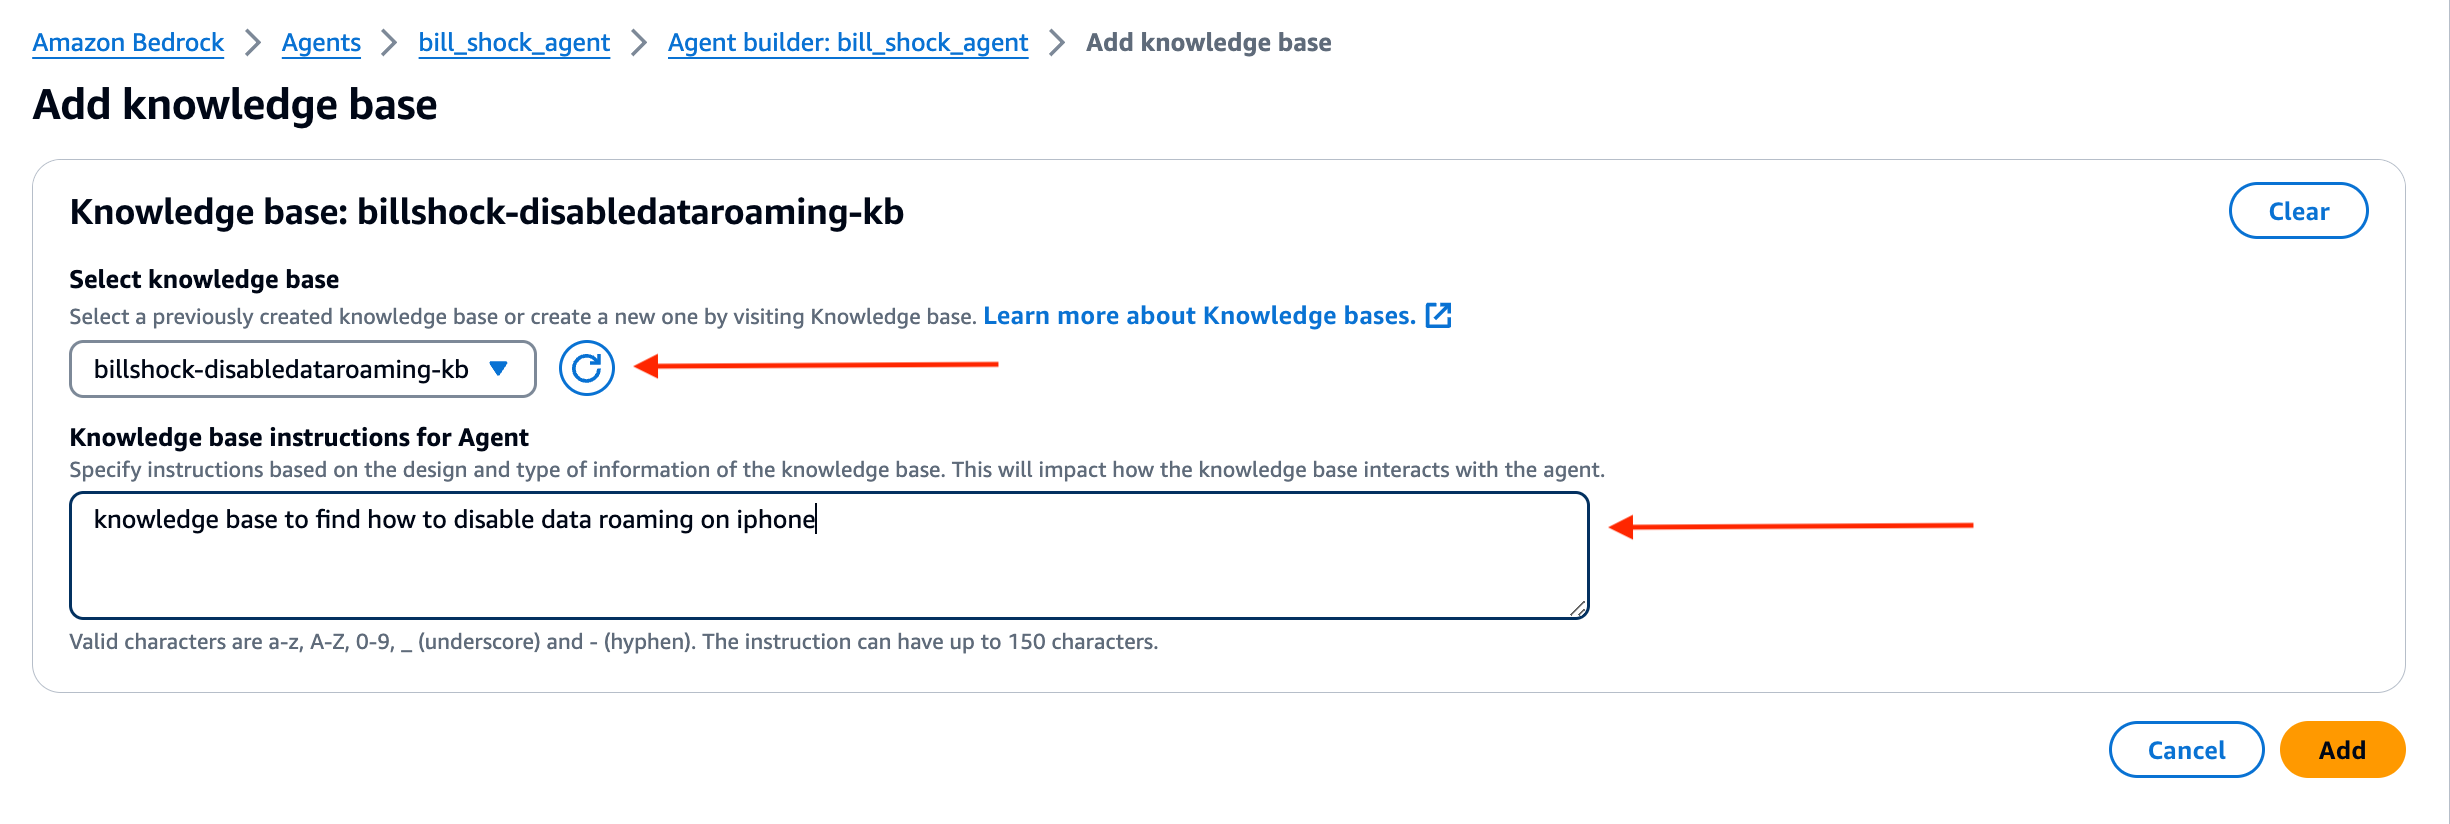 Amazon Bedrock > Agents > bill_shock_agent > Agent builder: bill_shock_agent > Add knowledge base
Add knowledge base
Knowledge base: billshock-disabledataroaming-kb
Clear
Select knowledge base
Select a previously created knowledge base or create a new one by visiting Knowledge base. Learn more about Knowledge bases.
billshock-disabledataroaming-kb
Knowledge base instructions for Agent
Specify instructions based on the design and type of information of the knowledge base. This will impact how the knowledge base interacts with the agent.
knowledge base to find how to disable data roaming on iphone
Valid characters are a-z, A-Z, 0-9, _ (underscore) and - (hyphen). The instruction can have up to 150 characters.
Cancel Add